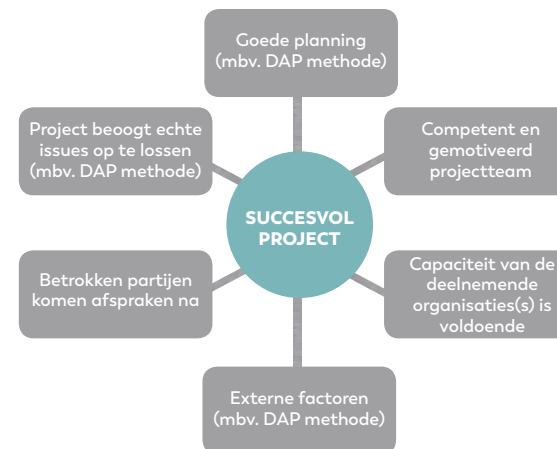 Goede planning
(mbv. DAP methode)
Project beoogt echte
issues op te lossen
(mbv. DAP methode)
Competent en
gemotiveerd
projectteam
SUCCESVOL
PROJECT
Betrokken partijen
komen afspraken na
Capaciteit van de
deelnemende
organisaties(s) is
voldoende
Externe factoren
(mbv. DAP methode)